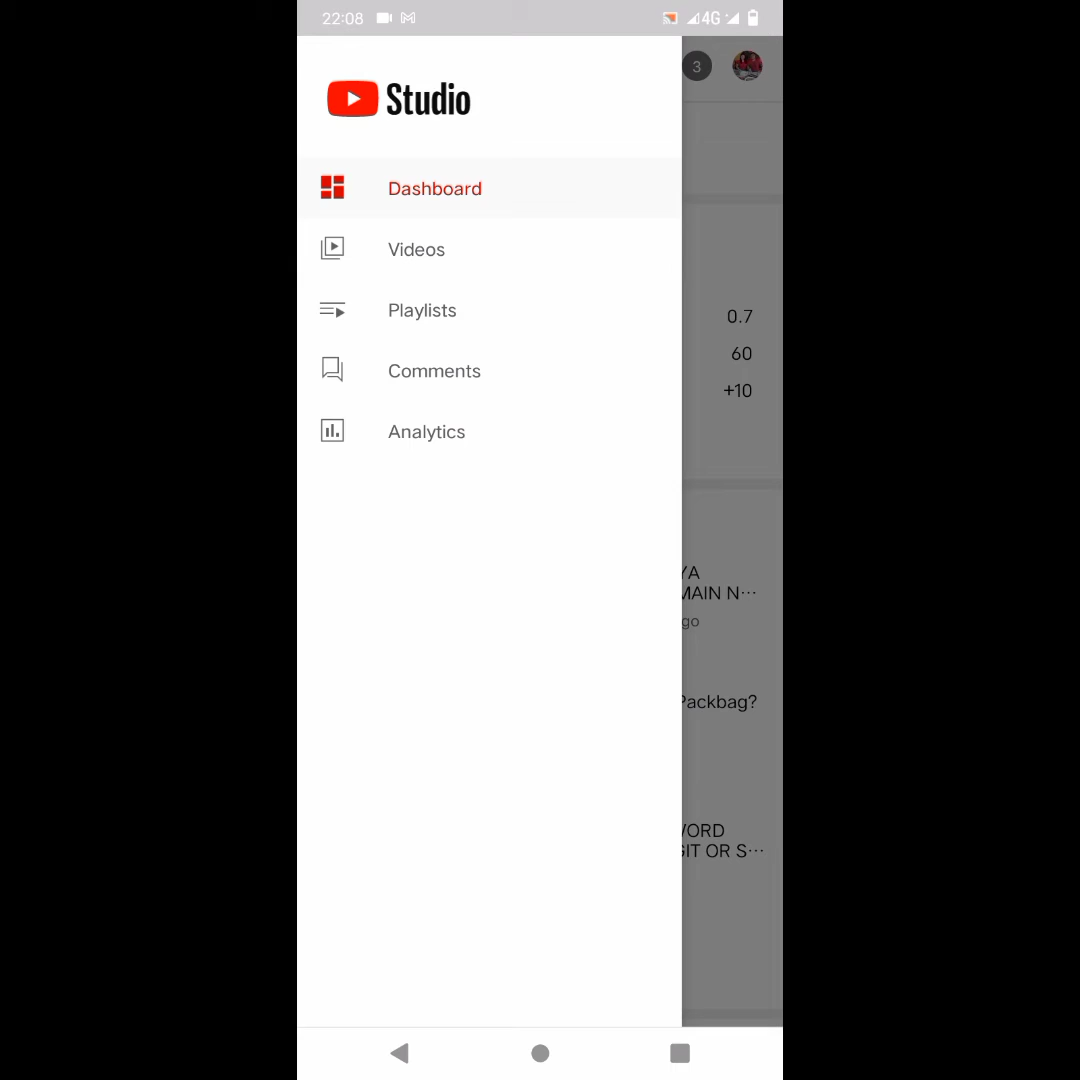 22:08
4G
3
Studio
Dashboard
Videos
Playlists
Comments
Analytics
0.7
60
+10
YA
MAIN N···
go
Packbag?
WORD
GIT OR S···